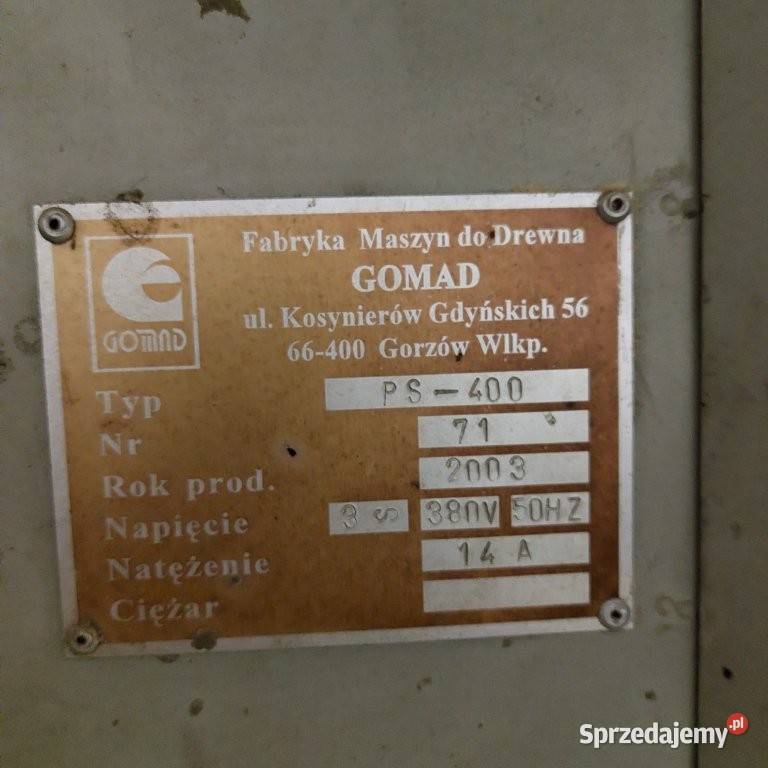 Fabryka Maszyn do Drewna
GOMAD
ul. Kosynierów Gdyńskich 56
66-400 Gorzów Wlkp.
GOMAD
Typ PS-400
Nr 71
Rok prod. 2003
Napięcie 3 ∽ 380V 50HZ
Natężenie 14 A
Ciężar
Sprzedajemy.pl